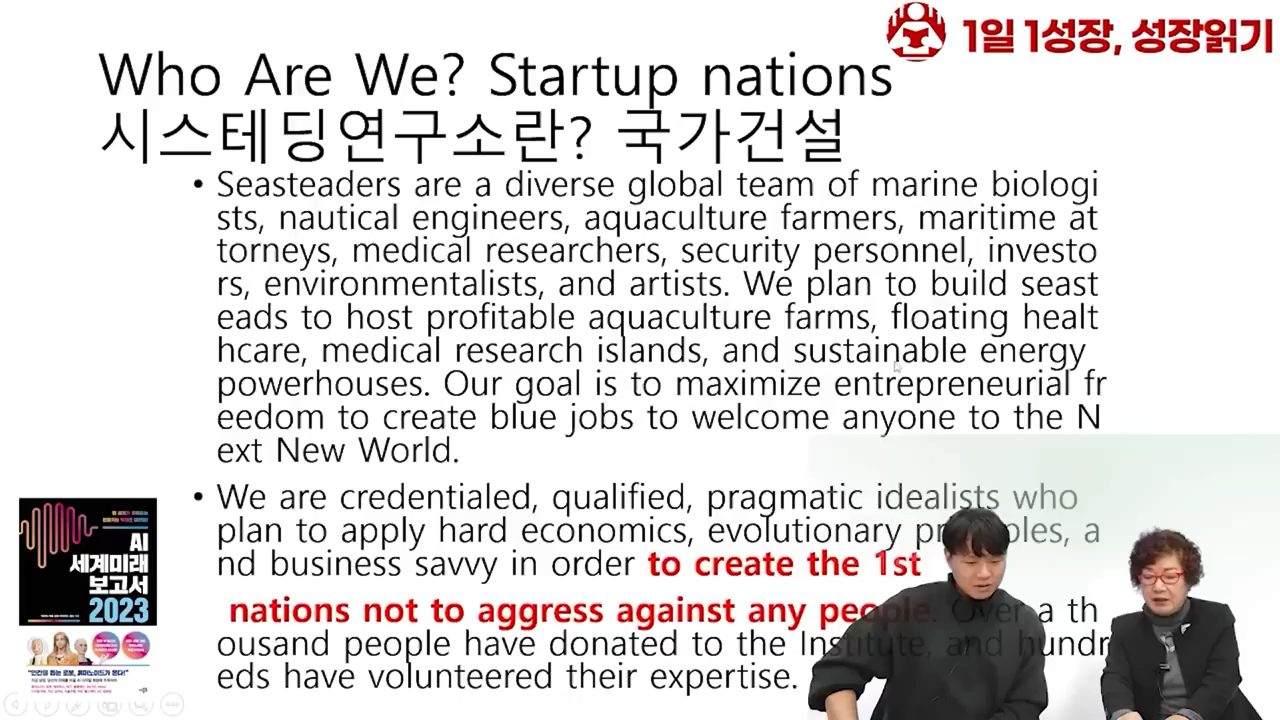 1일 1성장, 성장읽기
Who Are We? Startup nations
시스테딩연구소란? 국가건설
• Seasteaders are a diverse global team of marine biologi
sts, nautical engineers, aquaculture farmers, maritime at
torneys, medical researchers, security personnel, investo
rs, environmentalists, and artists. We plan to build seast
eads to host profitable aquaculture farms, floating healt
hcare, medical research islands, and sustainable energy
powerhouses. Our goal is to maximize entrepreneurial fr
eedom to create blue jobs to welcome anyone to the N
ext New World.
• We are credentialed, qualified, pragmatic idealists who
plan to apply hard economics, evolutionary principles, a
nd business savvy in order to create the 1st
nations not to aggress against any people. Over a th
ousand people have donated to the Institute, and hundr
eds have volunteered their expertise.
AI
세계미래
보고서
2023